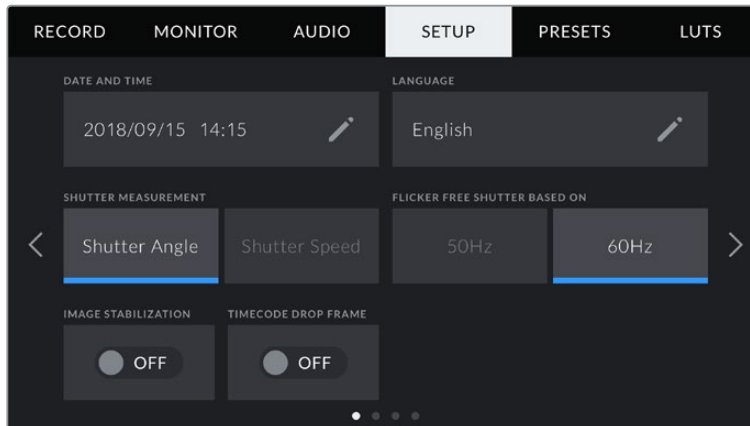 RECORD MONITOR AUDIO SETUP PRESETS LUTS
DATE AND TIME LANGUAGE
2018/09/15 14:15 English
SHUTTER MEASUREMENT FLICKER FREE SHUTTER BASED ON
Shutter Angle Shutter Speed 50Hz 60Hz
IMAGE STABILIZATION TIMECODE DROP FRAME
OFF OFF